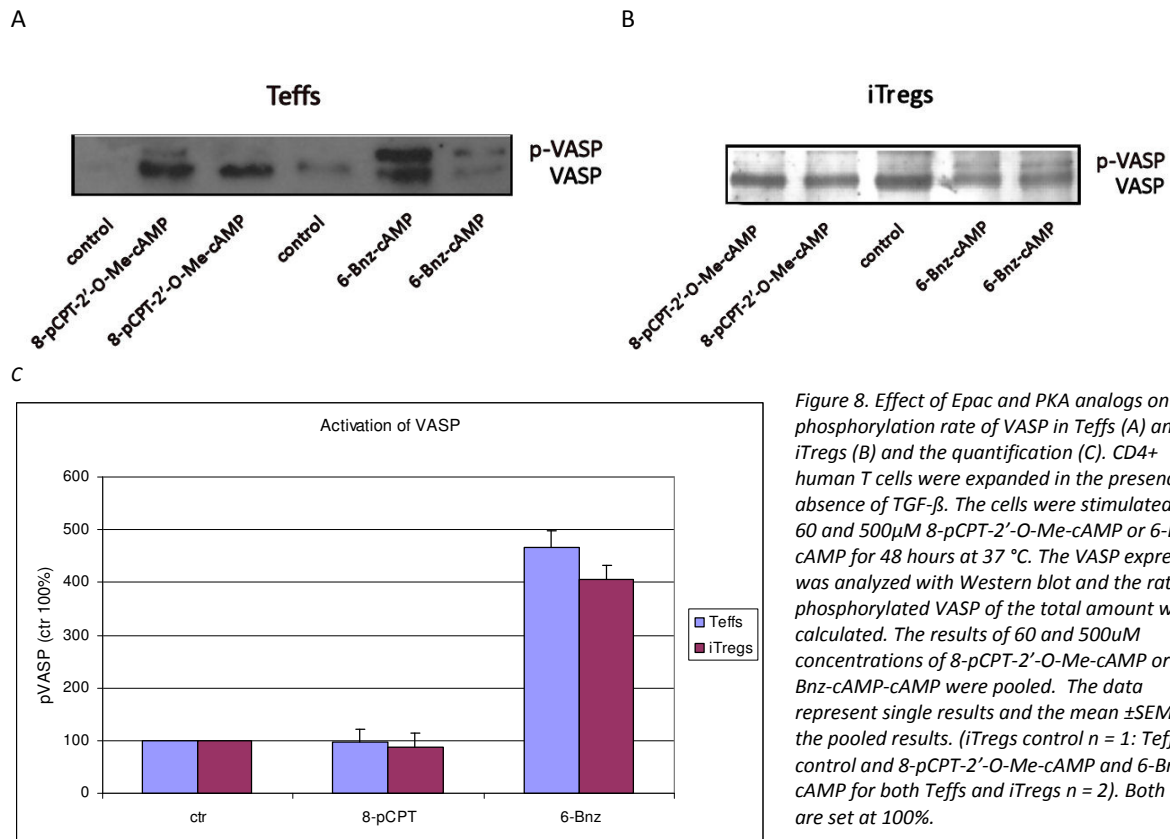 A
B
Teffs
iTregs
p-VASP
VASP
p-VASP
VASP
control
8-pCPT-2'-O-Me-cAMP
8-pCPT-2'-O-Me-cAMP
control
6-Bnz-cAMP
6-Bnz-cAMP
8-pCPT-2'-O-Me-cAMP
8-pCPT-2'-O-Me-cAMP
control
6-Bnz-cAMP
6-Bnz-cAMP
C
Activation of VASP
pVASP (ctr 100%)
600
500
400
300
200
100
0
ctr
8-pCPT
6-Bnz
Teffs
iTregs
Figure 8. Effect of Epac and PKA analogs on
phosphorylation rate of VASP in Teffs (A) an
iTregs (B) and the quantification (C). CD4+
human T cells were expanded in the presen
absence of TGF-ß. The cells were stimulated
60 and 500µM 8-pCPT-2'-O-Me-cAMP or 6-
cAMP for 48 hours at 37 °C. The VASP expre
was analyzed with Western blot and the rat
phosphorylated VASP of the total amount w
calculated. The results of 60 and 500uM
concentrations of 8-pCPT-2'-O-Me-cAMP or
Bnz-cAMP-cAMP were pooled. The data
represent single results and the mean ±SEM
the pooled results. (iTregs control n = 1: Teff
control and 8-pCPT-2'-O-Me-cAMP and 6-Bn
cAMP for both Teffs and iTregs n = 2). Both
are set at 100%.